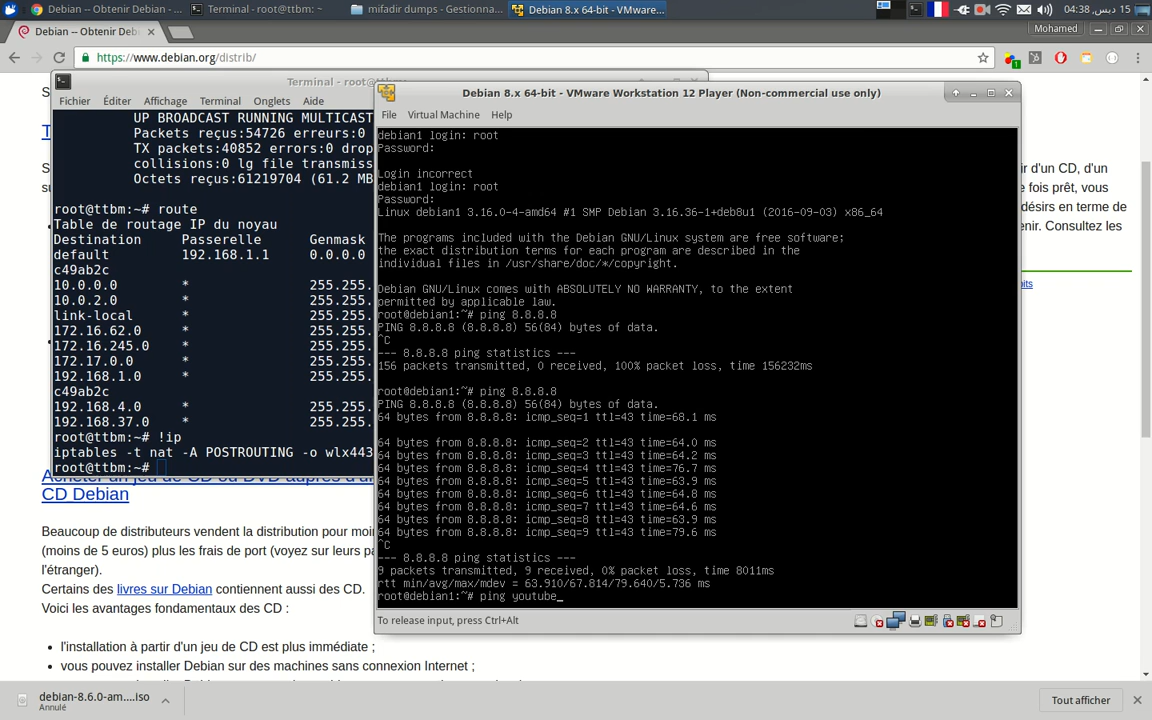 Debian -- Obtenir Debian - ...
Terminal - root@ttbm: ~
mifadir dumps - Gestionna...
Debian 8.x 64-bit - VMware...
15 ديس, 04:38
Debian -- Obtenir Deb
Mohamed
https://www.debian.org/distrib/
Terminal - root@ttbm: ~
Fichier Éditer Affichage Terminal Onglets Aide
UP BROADCAST RUNNING MULTICAST
Packets reçus:54726 erreurs:0
TX packets:40852 errors:0 drop
collisions:0 lg file transmiss
Octets reçus:61219704 (61.2 MB
root@ttbm:~# route
Table de routage IP du noyau
Destination Passerelle Genmask
default 192.168.1.1 0.0.0.0
c49ab2c
10.0.0.0 * 255.255.
10.0.2.0 * 255.255.
link-local * 255.255.
172.16.62.0 * 255.255.
172.16.245.0 * 255.255.
172.17.0.0 * 255.255.
192.168.1.0 * 255.255.
c49ab2c
192.168.4.0 * 255.255.
192.168.37.0 * 255.255.
root@ttbm:~# !ip
iptables -t nat -A POSTROUTING -o wlx443
root@ttbm:~#
Debian 8.x 64-bit - VMware Workstation 12 Player (Non-commercial use only)
File Virtual Machine Help
debian1 login: root
Password:
Login incorrect
debian1 login: root
Password:
Linux debian1 3.16.0-4-amd64 #1 SMP Debian 3.16.36-1+deb8u1 (2016-09-03) x86_64
The programs included with the Debian GNU/Linux system are free software;
the exact distribution terms for each program are described in the
individual files in /usr/share/doc/*/copyright.
Debian GNU/Linux comes with ABSOLUTELY NO WARRANTY, to the extent
permitted by applicable law.
root@debian1:~# ping 8.8.8.8
PING 8.8.8.8 (8.8.8.8) 56(84) bytes of data.
^C
--- 8.8.8.8 ping statistics ---
156 packets transmitted, 0 received, 100% packet loss, time 156232ms
root@debian1:~# ping 8.8.8.8
PING 8.8.8.8 (8.8.8.8) 56(84) bytes of data.
64 bytes from 8.8.8.8: icmp_seq=1 ttl=43 time=68.1 ms
64 bytes from 8.8.8.8: icmp_seq=2 ttl=43 time=64.0 ms
64 bytes from 8.8.8.8: icmp_seq=3 ttl=43 time=64.2 ms
64 bytes from 8.8.8.8: icmp_seq=4 ttl=43 time=76.7 ms
64 bytes from 8.8.8.8: icmp_seq=5 ttl=43 time=63.9 ms
64 bytes from 8.8.8.8: icmp_seq=6 ttl=43 time=64.8 ms
64 bytes from 8.8.8.8: icmp_seq=7 ttl=43 time=64.6 ms
64 bytes from 8.8.8.8: icmp_seq=8 ttl=43 time=63.9 ms
64 bytes from 8.8.8.8: icmp_seq=9 ttl=43 time=79.6 ms
^C
--- 8.8.8.8 ping statistics ---
9 packets transmitted, 9 received, 0% packet loss, time 8011ms
rtt min/avg/max/mdev = 63.910/67.814/79.640/5.736 ms
root@debian1:~# ping youtube_
To release input, press Ctrl+Alt
ir d'un CD, d'un
e fois prêt, vous
désirs en terme de
enir. Consultez les
its
CD Debian
Beaucoup de distributeurs vendent la distribution pour moi
(moins de 5 euros) plus les frais de port (voyez sur leurs pa
l'étranger).
Certains des livres sur Debian contiennent aussi des CD.
Voici les avantages fondamentaux des CD :
• l'installation à partir d'un jeu de CD est plus immédiate ;
• vous pouvez installer Debian sur des machines sans connexion Internet ;
debian-8.6.0-am....iso
Annulé
Tout afficher